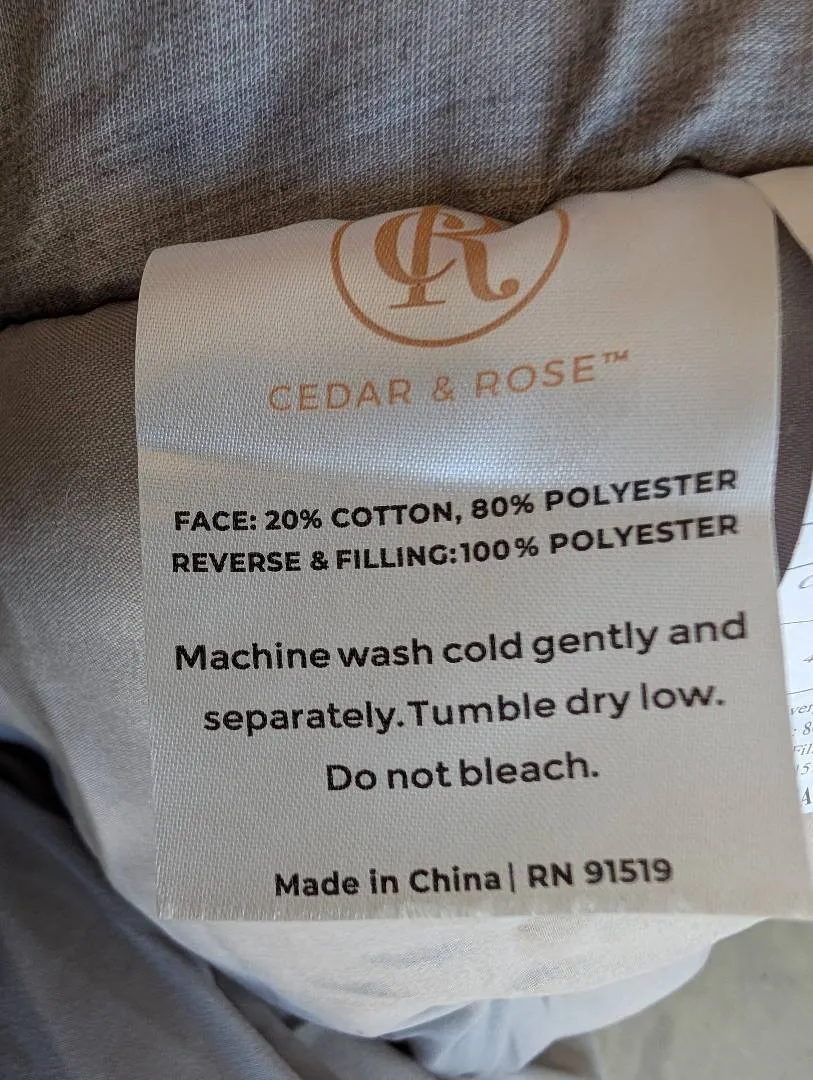 CR
CEDAR & ROSE™
FACE: 20% COTTON, 80% POLYESTER
REVERSE & FILLING:100% POLYESTER
Machine wash cold gently and
separately.Tumble dry low.
Do not bleach.
Made in China| RN 91519